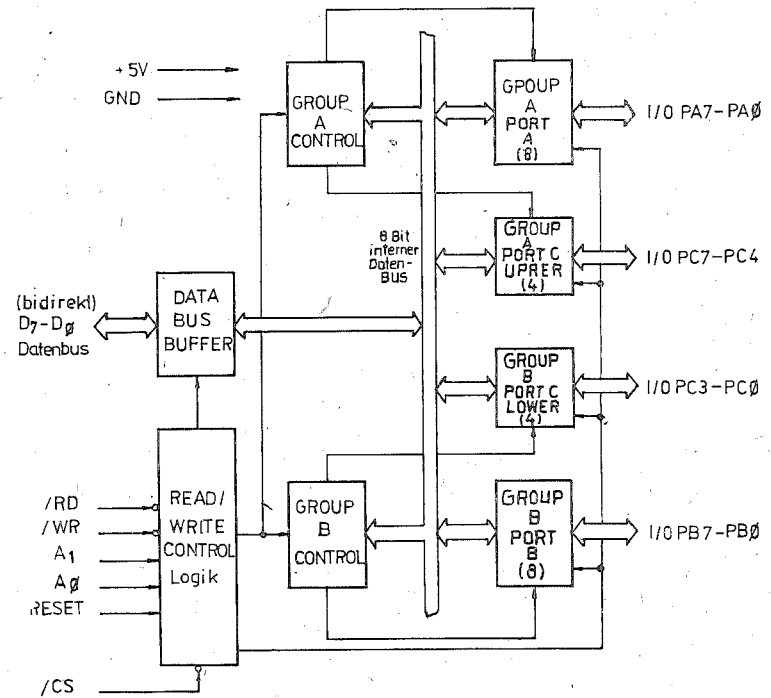 +5V
GND
GROUP
A
CONTROL
GPOUP
A
PORT
A
(8)
I/O PA7-PAØ
8 Bit
interner
Daten-
BUS
GROUP
A
PORT C
UPRER
(4)
I/O PC7-PC4
(bidirekt)
D7-DØ
Datenbus
DATA
BUS
BUFFER
GROUP
B
PORT C
LOWER
(4)
I/O PC3-PCØ
/RD
/WR
A1
AØ
RESET
/CS
READ/
WRITE
CONTROL
Logik
GROUP
B
CONTROL
GROUP
B
PORT
B
(8)
I/O PB7-PBØ